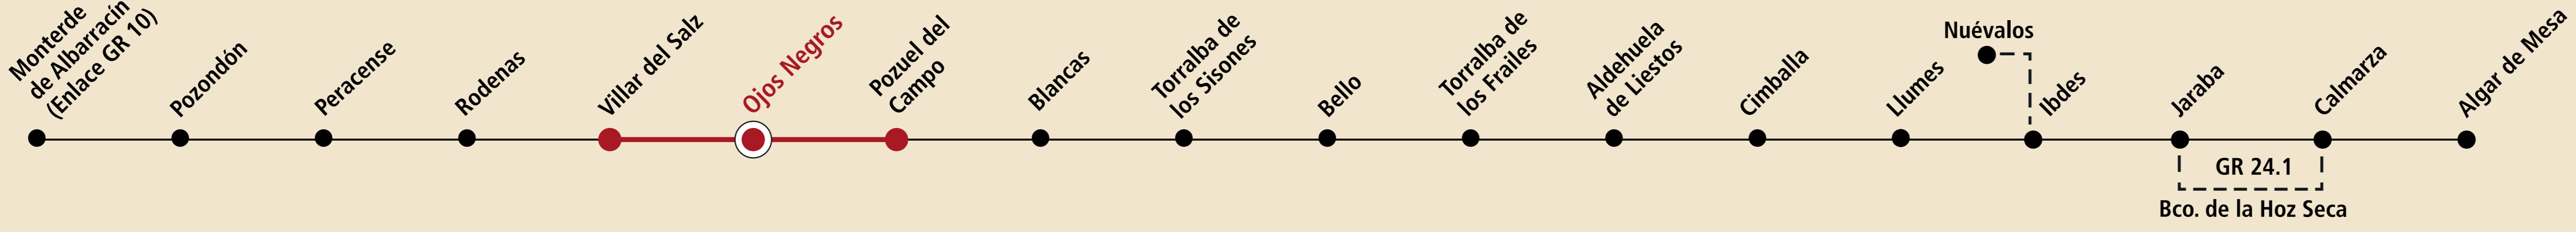 Monterde
de Albarracín
(Enlace GR 10)
Pozondón
Peracense
Rodenas
Villar del Salz
Ojos Negros
Pozuel del
Campo
Blancas
Torralba de
los Sisones
Bello
Torralba de
los Frailes
Aldehuela
de Liestos
Cimballa
Llumes
Nuévalos
Ibdes
Jaraba
Calmarza
Algar de Mesa
GR 24.1
Bco. de la Hoz Seca